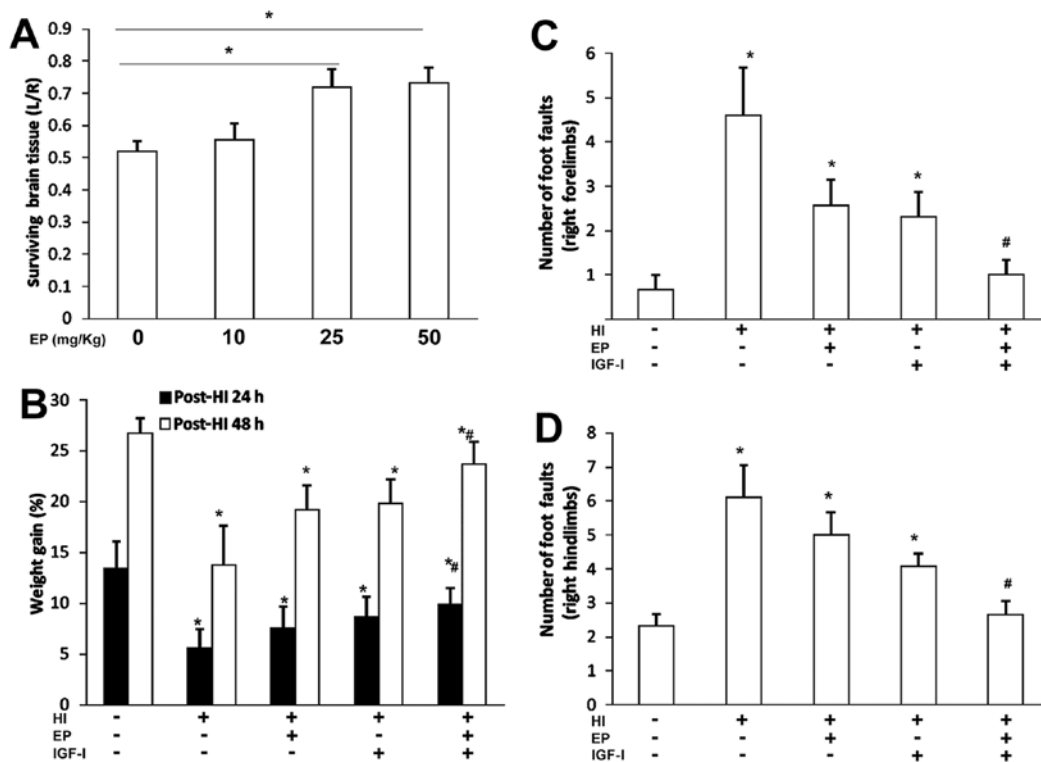 A
Surviving brain tissue (L/R)
0.9
0.8
0.7
0.6
0.5
0.4
0.3
0.2
0.1
0
*
*
EP (mg/Kg) 0 10 25 50
B
Weight gain (%)
30
25
20
15
10
5
0
Post-HI 24 h
Post-HI 48 h
* * * * * * *# *#
HI - + + + +
EP - - + - +
IGF-I - - - + +
C
Number of foot faults
(right forelimbs)
6
5
4
3
2
1
0
* * * #
HI - + + + +
EP - - + - +
IGF-I - - - + +
D
Number of foot faults
(right hindlimbs)
8
7
6
5
4
3
2
1
0
* * * #
HI - + + + +
EP - - + - +
IGF-I - - - + +